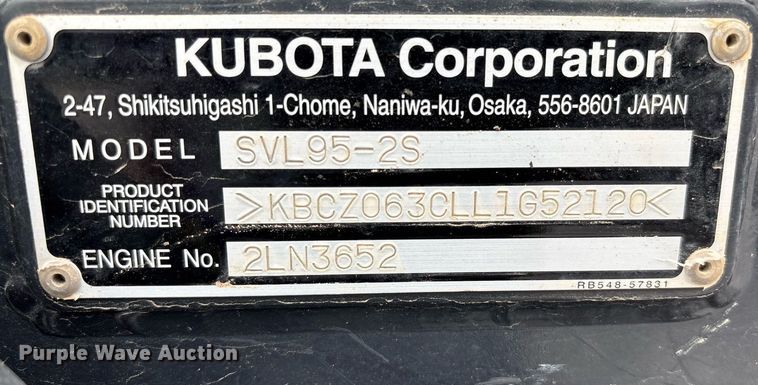 KUBOTA Corporation
2-47, Shikitsuhigashi 1-Chome, Naniwa-ku, Osaka, 556-8601 JAPAN
MODEL SVL95-2S
PRODUCT
IDENTIFICATION
NUMBER >KBCZ063CLL1G52120<
ENGINE No. 2LN3652
RB548-57831
Purple Wave Auction